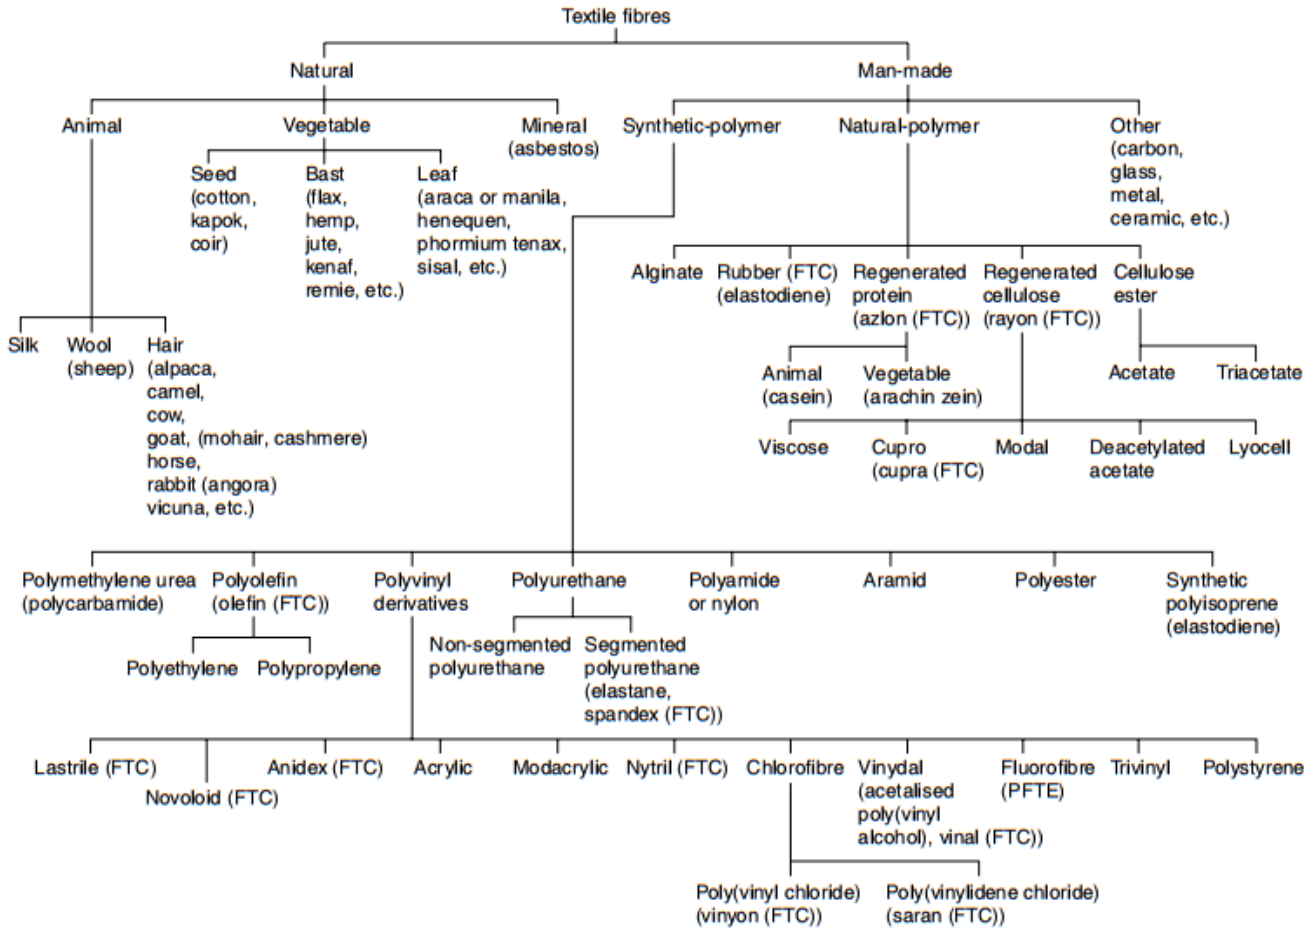 Textile fibres
Natural
Man-made
Animal
Vegetable
Mineral
(asbestos)
Synthetic-polymer
Natural-polymer
Other
(carbon,
glass,
metal,
ceramic, etc.)
Seed
(cotton,
kapok,
coir)
Bast
(flax,
hemp,
jute,
kenaf,
remie, etc.)
Leaf
(araca or manila,
henequen,
phormium tenax,
sisal, etc.)
Alginate
Rubber (FTC)
(elastodiene)
Regenerated
protein
(azlon (FTC))
Regenerated
cellulose
(rayon (FTC))
Cellulose
ester
Silk
Wool
(sheep)
Hair
(alpaca,
camel,
cow,
goat, (mohair, cashmere)
horse,
rabbit (angora)
vicuna, etc.)
Animal
(casein)
Vegetable
(arachin zein)
Acetate
Triacetate
Viscose
Cupro
(cupra (FTC)
Modal
Deacetylated
acetate
Lyocell
Polymethylene urea
(polycarbamide)
Polyolefin
(olefin (FTC))
Polyvinyl
derivatives
Polyurethane
Polyamide
or nylon
Aramid
Polyester
Synthetic
polyisoprene
(elastodiene)
Polyethylene
Polypropylene
Non-segmented
polyurethane
Segmented
polyurethane
(elastane,
spandex (FTC))
Lastrile (FTC)
Novoloid (FTC)
Anidex (FTC)
Acrylic
Modacrylic
Nytril (FTC)
Chlorofibre
Vinydal
(acetalised
poly(vinyl
alcohol), vinal (FTC))
Fluorofibre
(PFTE)
Trivinyl
Polystyrene
Poly(vinyl chloride)
(vinyon (FTC))
Poly(vinylidene chloride)
(saran (FTC))